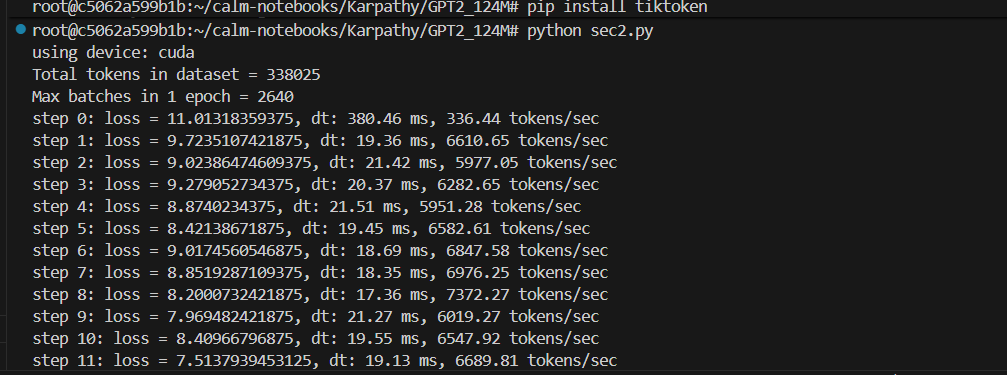 root@c5062a599b1b:~/calm-notebooks/Karpathy/GPT2_124M# pip install tiktoken
root@c5062a599b1b:~/calm-notebooks/Karpathy/GPT2_124M# python sec2.py
using device: cuda
Total tokens in dataset = 338025
Max batches in 1 epoch = 2640
step 0: loss = 11.01318359375, dt: 380.46 ms, 336.44 tokens/sec
step 1: loss = 9.7235107421875, dt: 19.36 ms, 6610.65 tokens/sec
step 2: loss = 9.02386474609375, dt: 21.42 ms, 5977.05 tokens/sec
step 3: loss = 9.279052734375, dt: 20.37 ms, 6282.65 tokens/sec
step 4: loss = 8.8740234375, dt: 21.51 ms, 5951.28 tokens/sec
step 5: loss = 8.42138671875, dt: 19.45 ms, 6582.61 tokens/sec
step 6: loss = 9.0174560546875, dt: 18.69 ms, 6847.58 tokens/sec
step 7: loss = 8.8519287109375, dt: 18.35 ms, 6976.25 tokens/sec
step 8: loss = 8.2000732421875, dt: 17.36 ms, 7372.27 tokens/sec
step 9: loss = 7.969482421875, dt: 21.27 ms, 6019.27 tokens/sec
step 10: loss = 8.40966796875, dt: 19.55 ms, 6547.92 tokens/sec
step 11: loss = 7.5137939453125, dt: 19.13 ms, 6689.81 tokens/sec